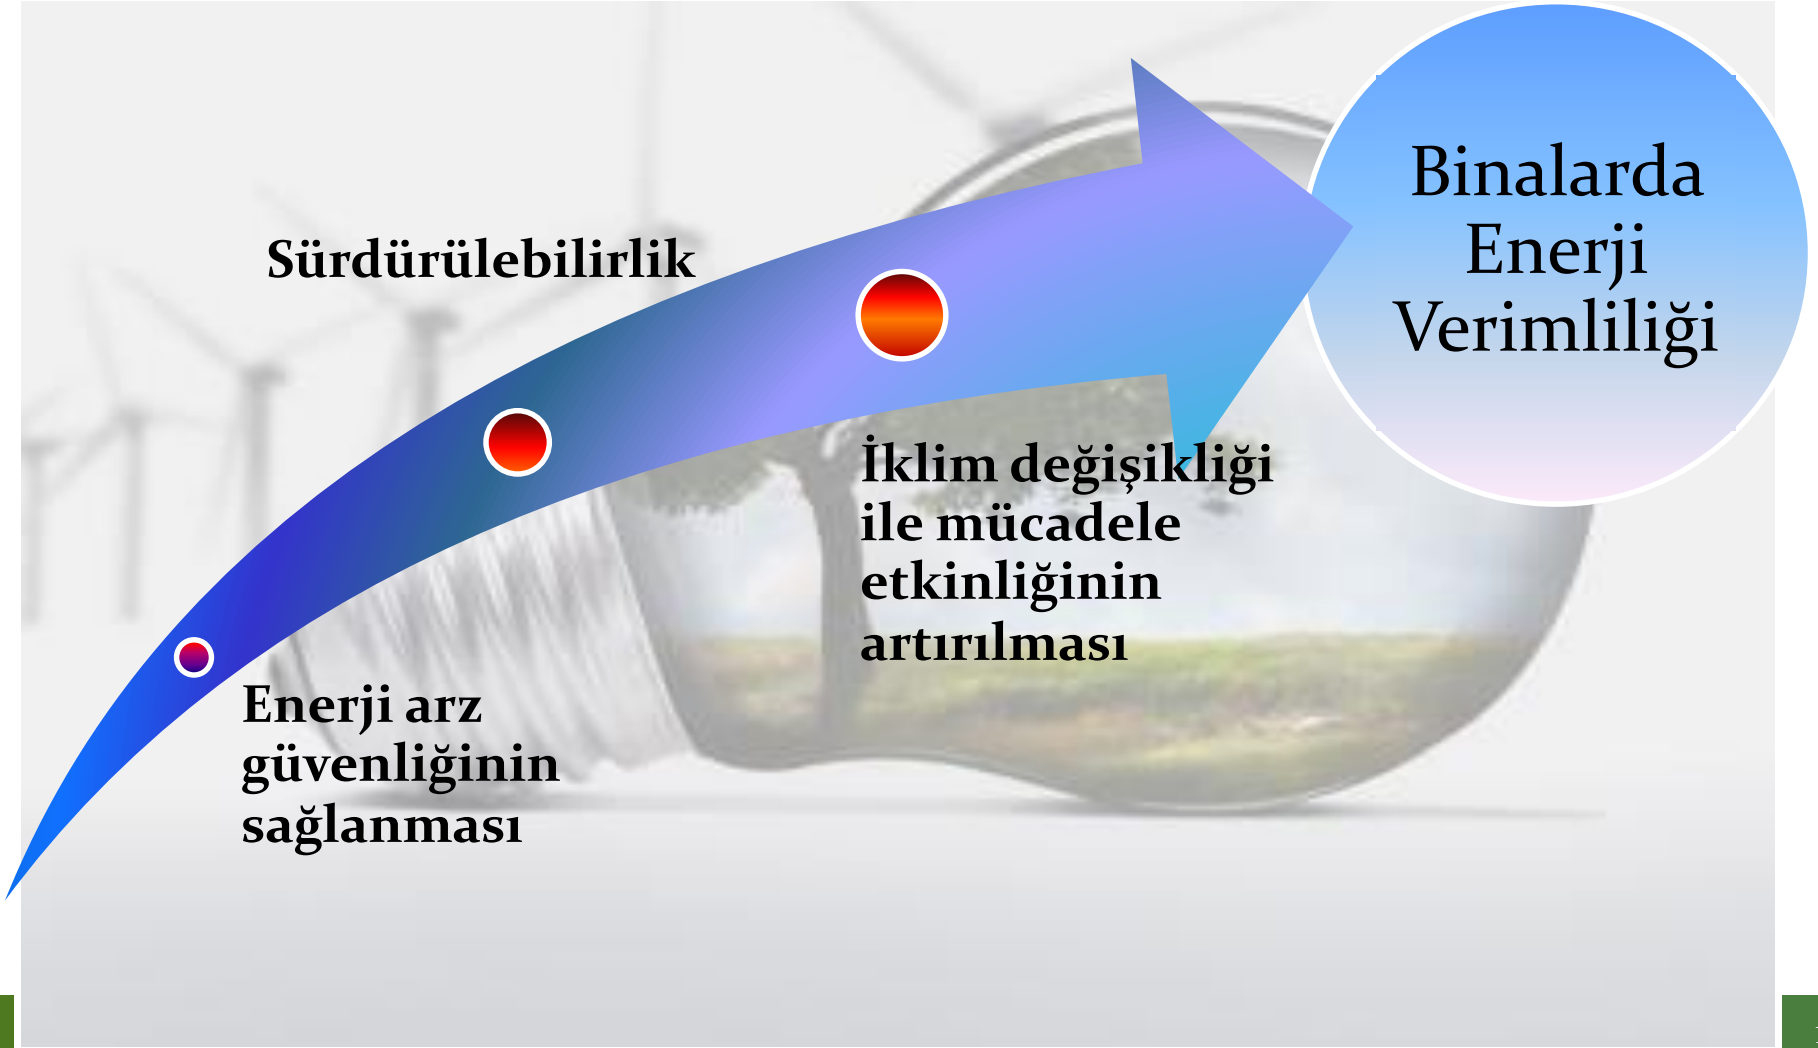 Binalarda
Enerji
Verimliliği
Sürdürülebilirlik
İklim değişikliği
ile mücadele
etkinliğinin
artırılması
Enerji arz
güvenliğinin
sağlanması